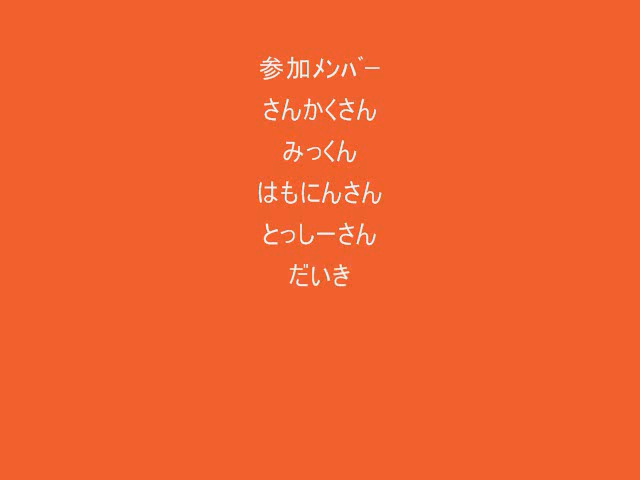 参加ﾒﾝﾊﾞｰ
さんかくさん
みっくん
はもにんさん
とっしーさん
だいき